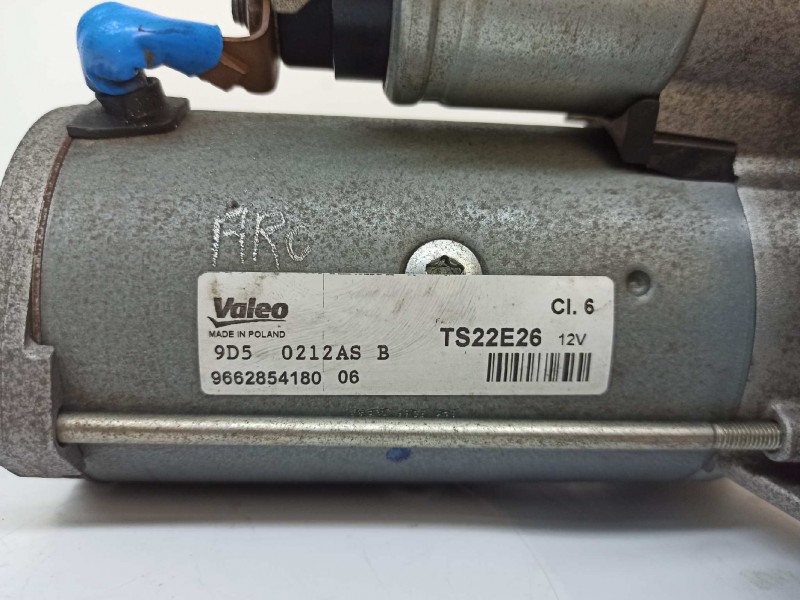 ARC
Valeo
MADE IN POLAND
Cl. 6
TS22E26 12V
9D5 0212AS B
9662854180 06